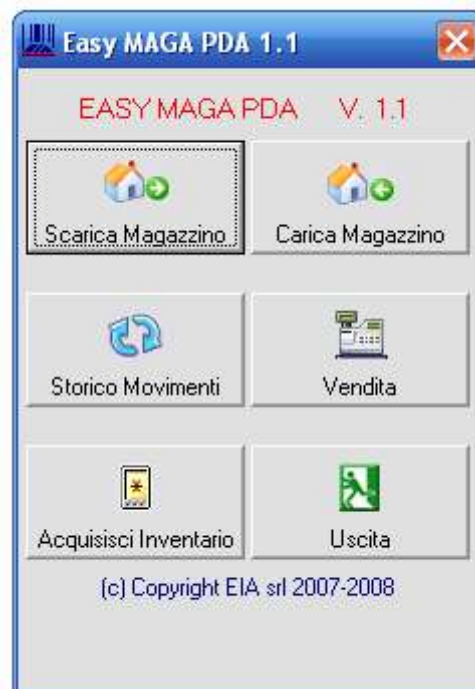 Easy MAGA PDA 1.1
EASY MAGA PDA V. 1.1
Scarica Magazzino
Carica Magazzino
Storico Movimenti
Vendita
Acquisisci Inventario
Uscita
(c) Copyright EIA srl 2007-2008